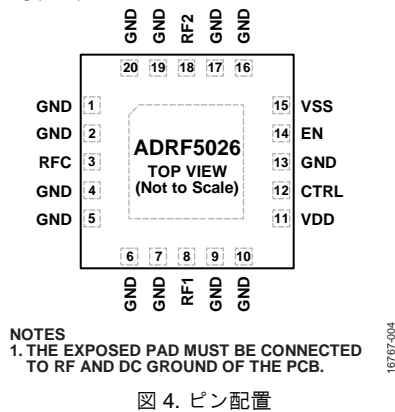 GND GND RF2 GND GND
20 19 18 17 16
GND 1
GND 2
RFC 3
GND 4
GND 5
ADRF5026
TOP VIEW
(Not to Scale)
15 VSS
14 EN
13 GND
12 CTRL
11 VDD
6 7 8 9 10
GND GND RF1 GND GND
NOTES
1. THE EXPOSED PAD MUST BE CONNECTED
TO RF AND DC GROUND OF THE PCB.
16767-004
図 4. ピン配置